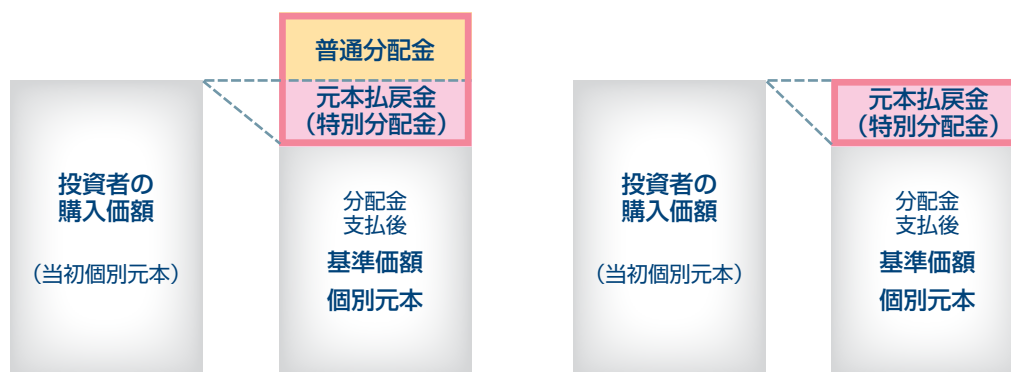 普通分配金
元本払戻金
（特別分配金）
投資者の
購入価額
（当初個別元本）
分配金
支払後
基準価額
個別元本
元本払戻金
（特別分配金）
投資者の
購入価額
（当初個別元本）
分配金
支払後
基準価額
個別元本